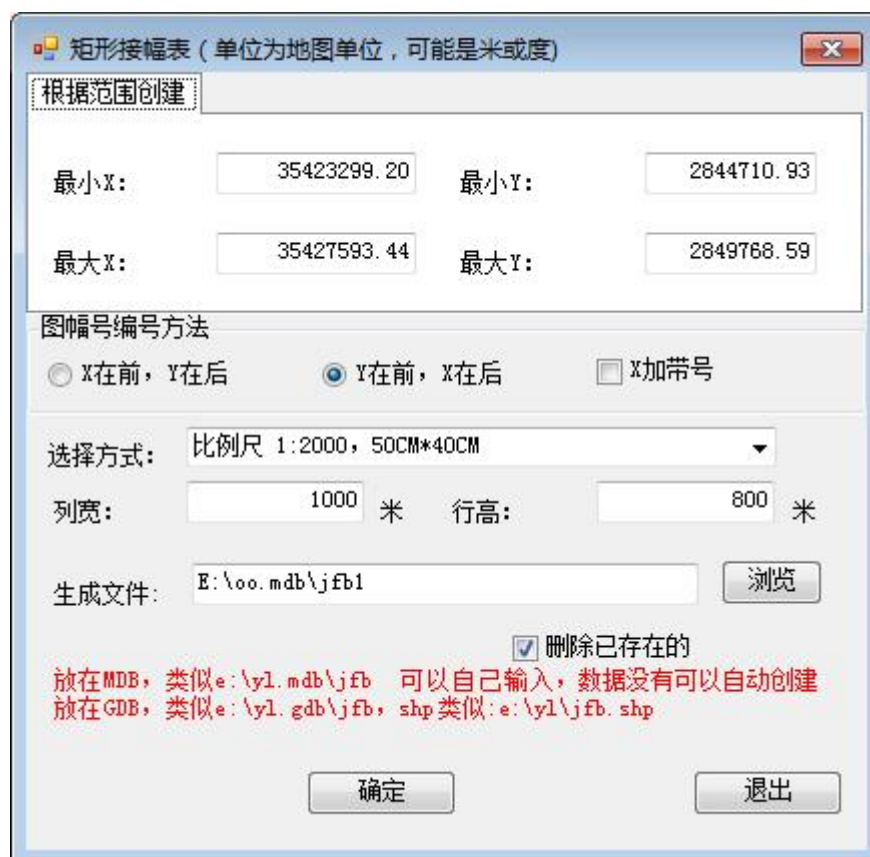 矩形接幅表 ( 单位为地图单位 , 可能是米或度)
根据范围创建
最小X: 35423299.20 最小Y: 2844710.93
最大X: 35427593.44 最大Y: 2849768.59
图幅号编号方法
X在前，Y在后 Y在前，X在后 X加带号
选择方式: 比例尺 1:2000，50CM*40CM
列宽: 1000 米 行高: 800 米
生成文件: E:\oo.mdb\jfb1 浏览
删除已存在的
放在MDB，类似e:\yl.mdb\jfb 可以自己输入，数据没有可以自动创建
放在GDB，类似e:\yl.gdb\jfb，shp类似:e:\yl\jfb.shp
确定 退出